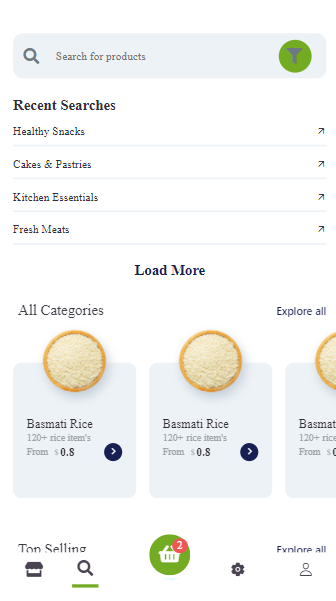 Search for products
Recent Searches
Healthy Snacks
Cakes & Pastries
Kitchen Essentials
Fresh Meats
Load More
All Categories Explore all
Basmati Rice Basmati Rice Basmat
120+ rice item's 120+ rice item's 120+ rice
From $ 0.8 From $ 0.8 From $
Top Selling Explore all
2